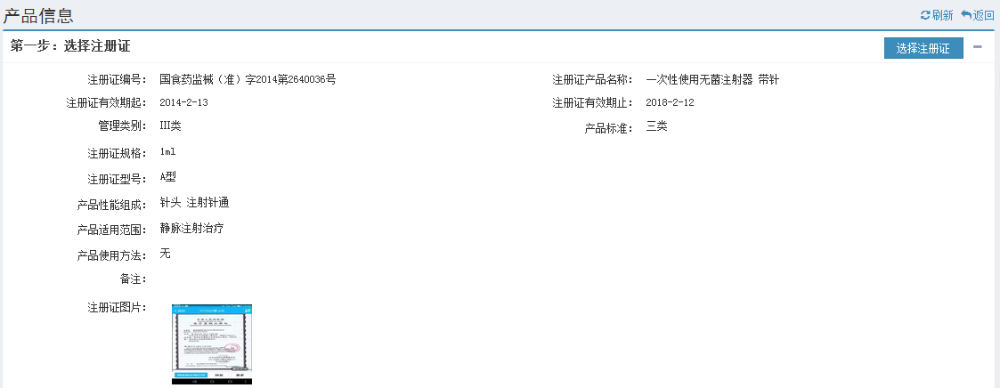 产品信息
刷新 返回
第一步：选择注册证
选择注册证
注册证编号： 国食药监械（准）字2014第2640036号
注册证产品名称： 一次性使用无菌注射器 带针
注册证有效期起： 2014-2-13
注册证有效期止： 2018-2-12
管理类别： III类
产品标准： 三类
注册证规格： 1ml
注册证型号： A型
产品性能组成： 针头 注射针通
产品适用范围： 静脉注射治疗
产品使用方法： 无
备注：
注册证图片：